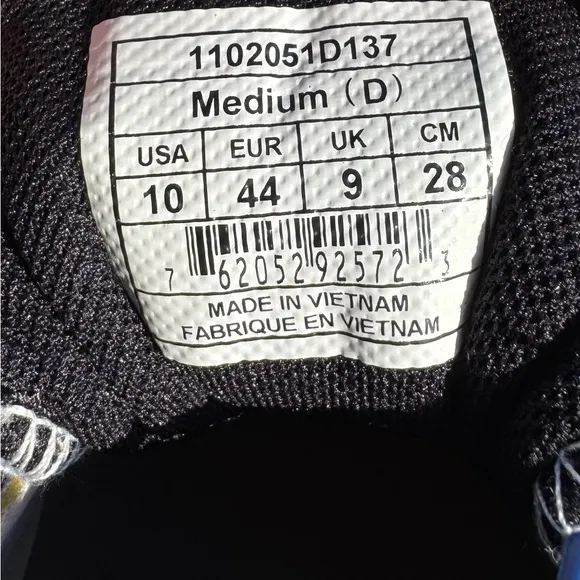 1102051D137
Medium (D)
USA EUR UK CM
10 44 9 28
7 62052 92572 3
MADE IN VIETNAM
FABRIQUE EN VIETNAM